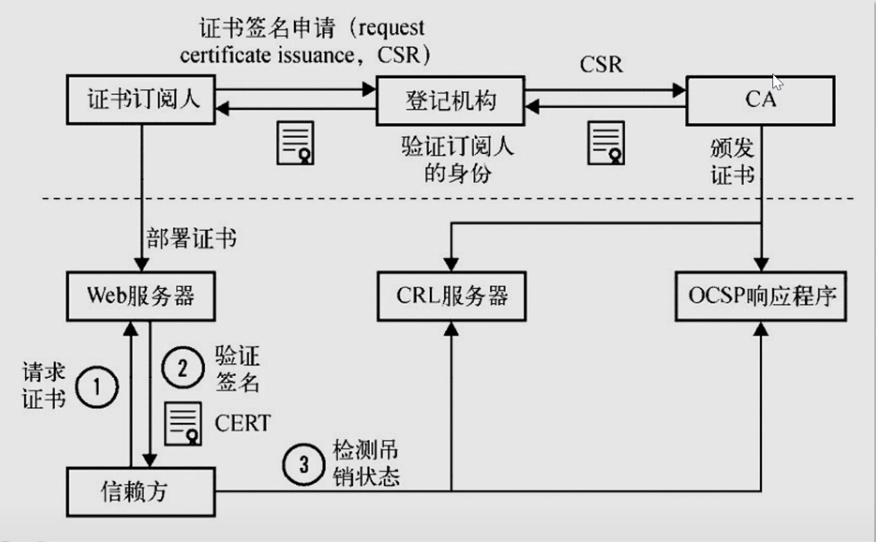 证书签名申请（request
certificate issuance，CSR）
CSR
证书订阅人
登记机构
CA
验证订阅人
的身份
颁发
证书
部署证书
Web服务器
CRL服务器
OCSP响应程序
请求
证书
1
2
验证
签名
CERT
3
检测吊
销状态
信赖方